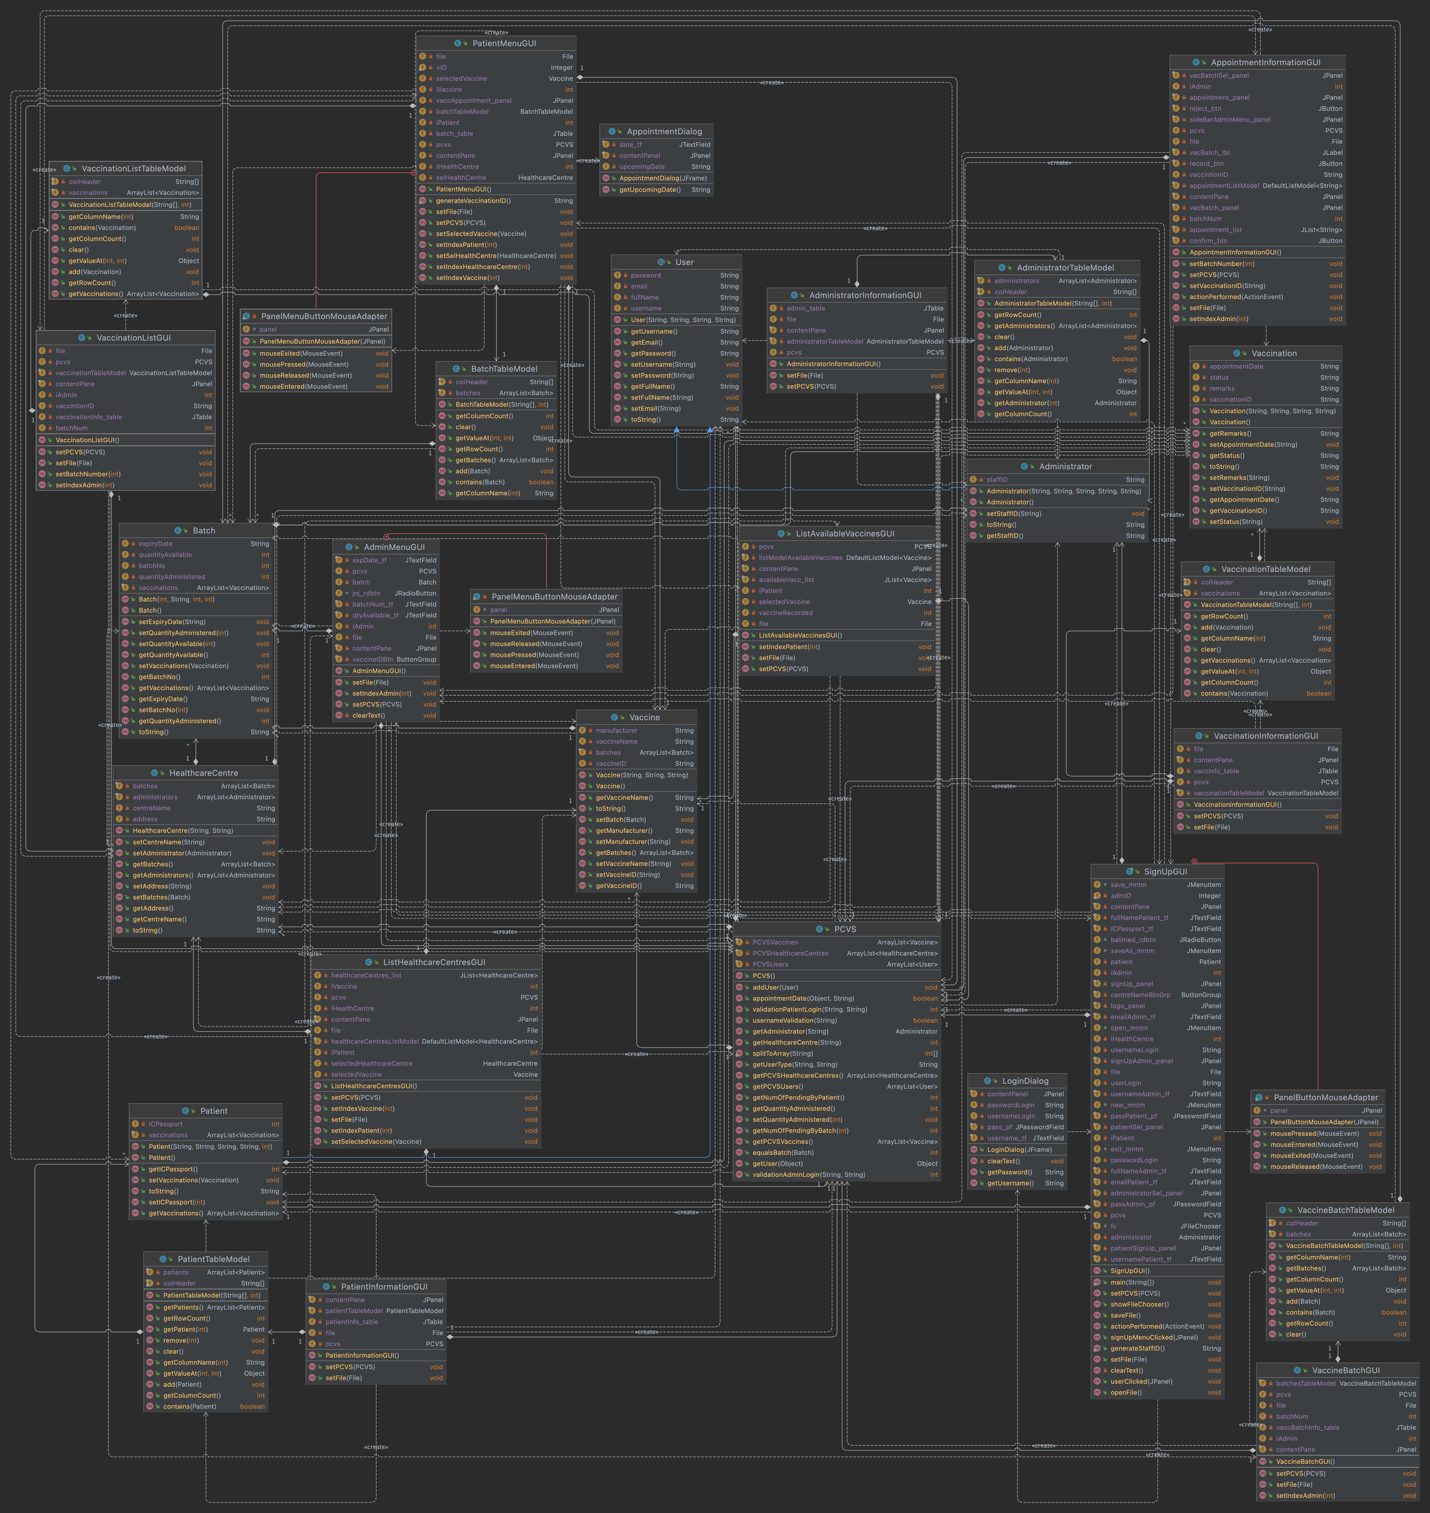 PatientMenuGUI
file File
vID Integer
selectedVaccine Vaccine
iVaccine int
vaccAppointment_panel JPanel
batchTableModel BatchTableModel
iPatient int
batch_table JTable
pcvs PCVS
contentPane JPanel
iHealthCentre int
selHealthCentre HealthcareCentre
PatientMenuGUI()
generateVaccinationID() String
setFile(File) void
setPCVS(PCVS) void
setSelectedVaccine(Vaccine) void
setIndexPatient(int) void
setSelHealthCentre(HealthcareCentre) void
setIndexHealthcareCentre(int) void
setIndexVaccine(int) void
AppointmentDialog
date_tf JTextField
contentPanel JPanel
upcomingDate String
AppointmentDialog(JFrame)
getUpcomingDate() String
AppointmentInformationGUI
vacBatchSel_panel JPanel
iAdmin int
appointment_panel JPanel
reject_btn JButton
sideBarAdminMenu_panel JPanel
pcvs PCVS
file File
vacBatch_lbl JLabel
record_btn JButton
vaccintionID String
appointmentListModel DefaultListModel<String>
contentPane JPanel
vacBatch_panel JPanel
batchNum int
appointment_list JList<String>
confirm_btn JButton
AppointmentInformationGUI()
setBatchNumber(int) void
setPCVS(PCVS) void
setVaccinationID(String) void
actionPerformed(ActionEvent) void
setFile(File) void
setIndexAdmin(int) void
VaccinationListTableModel
colHeader String[]
vaccinations ArrayList<Vaccination>
VaccinationListTableModel(String[], int)
getColumnName(int) String
contains(Vaccination) boolean
getColumnCount() int
clear() void
getValueAt(int, int) Object
add(Vaccination) void
getRowCount() int
getVaccinations() ArrayList<Vaccination>
User
password String
email String
fullName String
username String
User(String, String, String, String)
getUsername() String
getEmail() String
getPassword() String
setUsername(String) void
setPassword(String) void
getFullName() String
setFullName(String) void
setEmail(String) void
toString() String
AdministratorInformationGUI
admin_table JTable
file File
contentPane JPanel
administratorTableModel AdministratorTableModel
pcvs PCVS
AdministratorInformationGUI()
setFile(File) void
setPCVS(PCVS) void
AdministratorTableModel
administrators ArrayList<Administrator>
colHeader String[]
AdministratorTableModel(String[], int)
getRowCount() int
getAdministrators() ArrayList<Administrator>
clear() void
add(Administrator) void
contains(Administrator) boolean
remove(int) void
getColumnName(int) String
getValueAt(int, int) Object
getAdministrator(int) Administrator
getColumnCount() int
PanelMenuButtonMouseAdapter
panel JPanel
PanelMenuButtonMouseAdapter(JPanel)
mouseExited(MouseEvent) void
mousePressed(MouseEvent) void
mouseReleased(MouseEvent) void
mouseEntered(MouseEvent) void
VaccinationListGUI
file File
pcvs PCVS
vaccinationTableModel VaccinationListTableModel
contentPane JPanel
iAdmin int
vaccintionID String
vaccinationInfo_table JTable
batchNum int
VaccinationListGUI()
setPCVS(PCVS) void
setFile(File) void
setBatchNumber(int) void
setIndexAdmin(int) void
BatchTableModel
colHeader String[]
batches ArrayList<Batch>
BatchTableModel(String[], int)
getColumnCount() int
clear() void
getValueAt(int, int) Object
getRowCount() int
getBatches() ArrayList<Batch>
add(Batch) void
contains(Batch) boolean
getColumnName(int) String
Vaccination
appointmentDate String
status String
remarks String
vaccinationID String
Vaccination(String, String, String, String)
Vaccination()
getRemarks() String
setAppointmentDate(String) void
getStatus() String
toString() String
setRemarks(String) void
setVaccinationID(String) void
getAppointmentDate() String
getVaccinationID() String
setStatus(String) void
Administrator
staffID String
Administrator(String, String, String, String, String)
Administrator()
setStaffID(String) void
toString() String
getStaffID() String
Batch
expiryDate String
quantityAvailable int
batchNo int
quantityAdministered int
vaccinations ArrayList<Vaccination>
Batch(int, String, int, int)
Batch()
setExpiryDate(String) void
setQuantityAdministered(int) void
setQuantityAvailable(int) void
getQuantityAvailable() int
setVaccinations(Vaccination) void
getBatchNo() int
getVaccinations() ArrayList<Vaccination>
getExpiryDate() String
setBatchNo(int) void
getQuantityAdministered() int
toString() String
AdminMenuGUI
expDate_tf JTextField
pcvs PCVS
batch Batch
jnj_rdbtn JRadioButton
batchNum_tf JTextField
qtyAvailable_tf JTextField
iAdmin int
file File
contentPane JPanel
vaccineIDBtn ButtonGroup
AdminMenuGUI()
setFile(File) void
setIndexAdmin(int) void
setPCVS(PCVS) void
clearText() void
PanelMenuButtonMouseAdapter
panel JPanel
PanelMenuButtonMouseAdapter(JPanel)
mouseExited(MouseEvent) void
mouseReleased(MouseEvent) void
mousePressed(MouseEvent) void
mouseEntered(MouseEvent) void
ListAvailableVaccinesGUI
pcvs PCVS
listModelAvailableVaccines DefaultListModel<Vaccine>
contentPane JPanel
availableVacc_list JList<Vaccine>
iPatient int
selectedVaccine Vaccine
vaccineRecorded int
file File
ListAvailableVaccinesGUI()
setIndexPatient(int) void
setFile(File) void
setPCVS(PCVS) void
VaccinationTableModel
colHeader String[]
vaccinations ArrayList<Vaccination>
VaccinationTableModel(String[], int)
getRowCount() int
add(Vaccination) void
getColumnName(int) String
clear() void
getVaccinations() ArrayList<Vaccination>
getValueAt(int, int) Object
getColumnCount() int
contains(Vaccination) boolean
Vaccine
manufacturer String
vaccineName String
batches ArrayList<Batch>
vaccineID String
Vaccine(String, String, String)
Vaccine()
getVaccineName() String
toString() String
setBatch(Batch) void
getManufacturer() String
setManufacturer(String) void
getBatches() ArrayList<Batch>
setVaccineName(String) void
setVaccineID(String) void
getVaccineID() String
VaccinationInformationGUI
file File
contentPane JPanel
vaccInfo_table JTable
pcvs PCVS
vaccinationTableModel VaccinationTableModel
VaccinationInformationGUI()
setPCVS(PCVS) void
setFile(File) void
HealthcareCentre
batches ArrayList<Batch>
administrators ArrayList<Administrator>
centreName String
address String
HealthcareCentre(String, String)
setCentreName(String) void
setAdministrator(Administrator) void
getBatches() ArrayList<Batch>
getAdministrators() ArrayList<Administrator>
setAddress(String) void
setBatches(Batch) void
getAddress() String
getCentreName() String
toString() String
ListHealthcareCentresGUI
healthcareCentres_list JList<HealthcareCentre>
iVaccine int
pcvs PCVS
iHealthCentre int
contentPane JPanel
file File
healthcareCentresListModel DefaultListModel<HealthcareCentre>
iPatient int
selectedHealthcareCentre HealthcareCentre
selectedVaccine Vaccine
ListHealthcareCentresGUI()
setPCVS(PCVS) void
setIndexVaccine(int) void
setFile(File) void
setIndexPatient(int) void
setSelectedVaccine(Vaccine) void
PCVS
PCVSVaccines ArrayList<Vaccine>
PCVSHealthcareCentres ArrayList<HealthcareCentre>
PCVSUsers ArrayList<User>
PCVS()
addUser(User) void
appointmentDate(Object, String) boolean
validationPatientLogin(String, String) int
usernameValidation(String) boolean
getAdministrator(String) Administrator
getHealthcareCentre(String) int
splitToArray(String) int[]
getUserType(String, String) int
getPCVSHealthcareCentres() ArrayList<HealthcareCentre>
getPCVSUsers() ArrayList<User>
getNumOfPendingByPatient() int
getQuantityAdministered() int
setQuantityAdministered(int) void
getNumOfPendingByBatch(int) int
getPCVSVaccines() ArrayList<Vaccine>
equalsBatch(Batch) int
getUser(Object) Object
validationAdminLogin(String, String) int
SignUpGUI
save_mntm JMenuItem
admID Integer
contentPane JPanel
fullNamePatient_tf JTextField
ICPassport_tf JTextField
balimed_rdbtn JRadioButton
saveAs_mntm JMenuItem
patient Patient
iAdmin int
signUp_panel JPanel
centreNameBtnGrp ButtonGroup
logo_panel JPanel
emailAdmin_tf JTextField
open_mntm JMenuItem
iHealthCentre int
usernameLogin String
signUpAdmin_panel JPanel
file File
userLogin String
usernameAdmin_tf JTextField
new_mntm JMenuItem
passPatient_pf JPasswordField
patientSel_panel JPanel
iPatient int
exit_mntm JMenuItem
passwordLogin String
fullNameAdmin_tf JTextField
emailPatient_tf JTextField
administratorSel_panel JPanel
passAdmin_pf JPasswordField
pcvs PCVS
fc JFileChooser
administrator Administrator
patientSignUp_panel JPanel
usernamePatient_tf JTextField
SignUpGUI()
main(String[]) void
setPCVS(PCVS) void
showFileChooser() void
saveFile() void
actionPerformed(ActionEvent) void
signUpMenuClicked(JPanel) void
generateStaffID() String
setFile(File) void
clearText() void
userClicked(JPanel) void
openFile() void
LoginDialog
contentPanel JPanel
passwordLogin String
usernameLogin String
pass_pf JPasswordField
username_tf JTextField
LoginDialog(JFrame)
clearText() void
getPassword() String
getUsername() String
PanelButtonMouseAdapter
panel JPanel
PanelButtonMouseAdapter(JPanel)
mousePressed(MouseEvent) void
mouseEntered(MouseEvent) void
mouseExited(MouseEvent) void
mouseReleased(MouseEvent) void
Patient
ICPassport int
vaccinations ArrayList<Vaccination>
Patient(String, String, String, String, int)
Patient()
getICPassport() int
setVaccinations(Vaccination) void
toString() String
setICPassport(int) void
getVaccinations() ArrayList<Vaccination>
PatientTableModel
patients ArrayList<Patient>
colHeader String[]
PatientTableModel(String[], int)
getPatients() ArrayList<Patient>
getRowCount() int
getPatient(int) Patient
remove(int) void
clear() void
getColumnName(int) String
getValueAt(int, int) Object
add(Patient) void
getColumnCount() int
contains(Patient) boolean
PatientInformationGUI
contentPane JPanel
patientTableModel PatientTableModel
patientInfo_table JTable
file File
pcvs PCVS
PatientInformationGUI()
setPCVS(PCVS) void
setFile(File) void
VaccineBatchTableModel
colHeader String[]
batches ArrayList<Batch>
VaccineBatchTableModel(String[], int)
getColumnName(int) String
getBatches() ArrayList<Batch>
getColumnCount() int
getValueAt(int, int) Object
add(Batch) void
contains(Batch) boolean
getRowCount() int
clear() void
VaccineBatchGUI
batchesTableModel VaccineBatchTableModel
pcvs PCVS
file File
batchNum int
vaccBatchInfo_table JTable
iAdmin int
contentPane JPanel
VaccineBatchGUI()
setPCVS(PCVS) void
setFile(File) void
setIndexAdmin(int) void